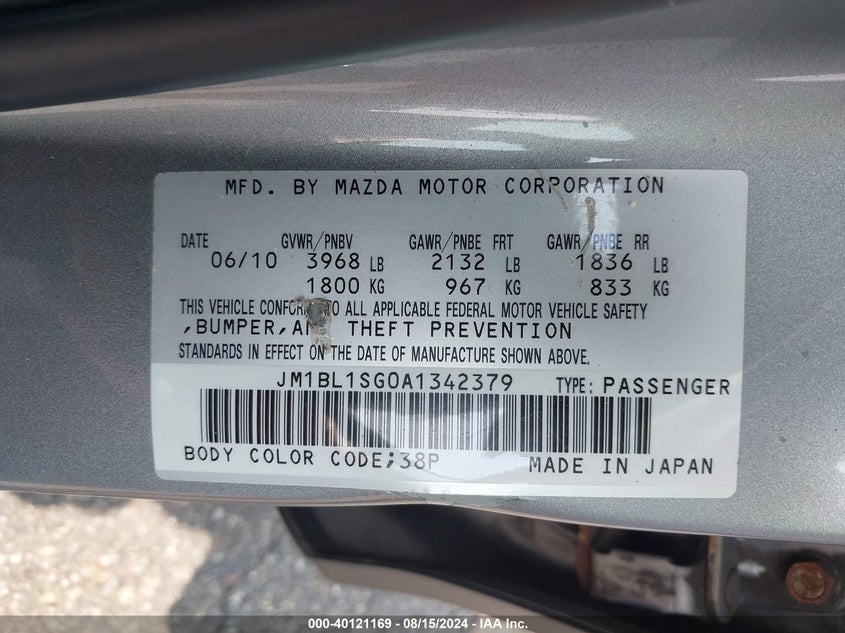 MFD. BY MAZDA MOTOR CORPORATION
DATE GVWR/PNBV GAWR/PNBE FRT GAWR/PNBE RR
06/10 3968 LB 2132 LB 1836 LB
1800 KG 967 KG 833 KG
THIS VEHICLE CONFOR TO ALL APPLICABLE FEDERAL MOTOR VEHICLE SAFETY
,BUMPER,AN THEFT PREVENTION
STANDARDS IN EFFECT ON THE DATE OF MANUFACTURE SHOWN ABOVE.
JM1BL1SG0A1342379 TYPE: PASSENGER
BODY COLOR CODE;38P MADE IN JAPAN
000-40121169 - 08/15/2024 - IAA Inc.